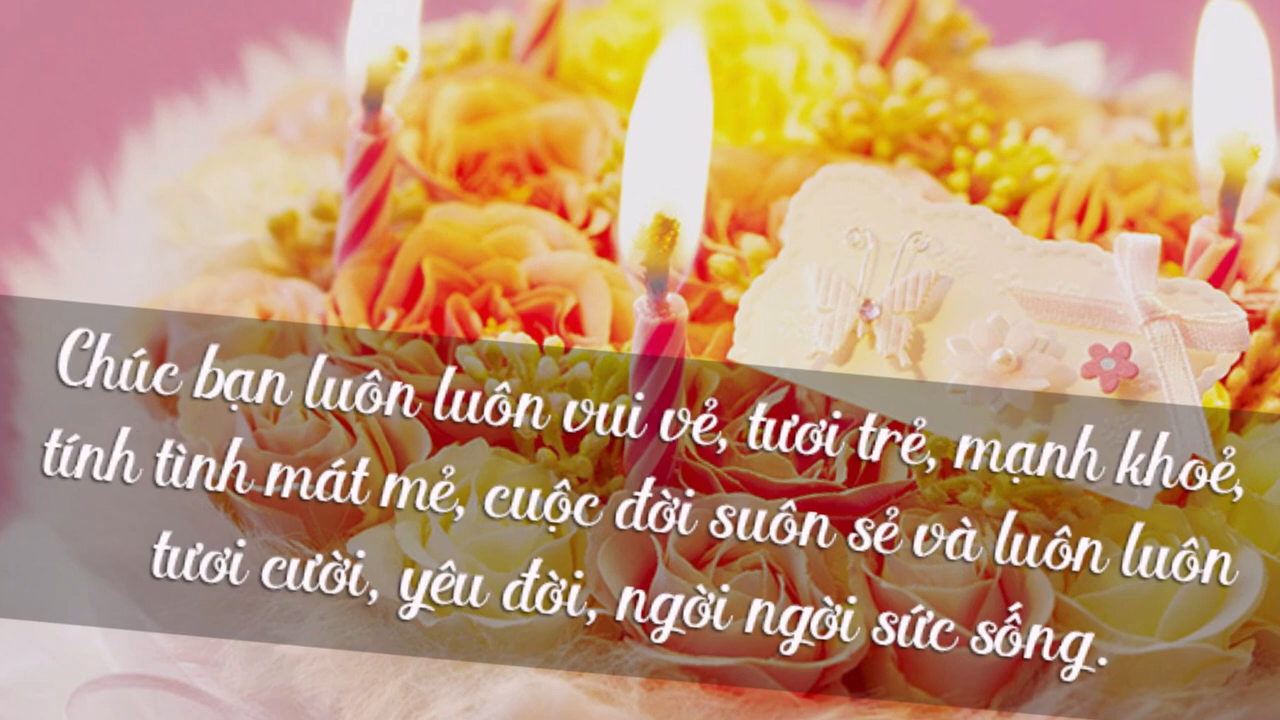 Chúc bạn luôn luôn vui vẻ, tươi trẻ, mạnh khoẻ,
tính tình mát mẻ, cuộc đời suôn sẻ và luôn luôn
tươi cười, yêu đời, ngời ngời sức sống.